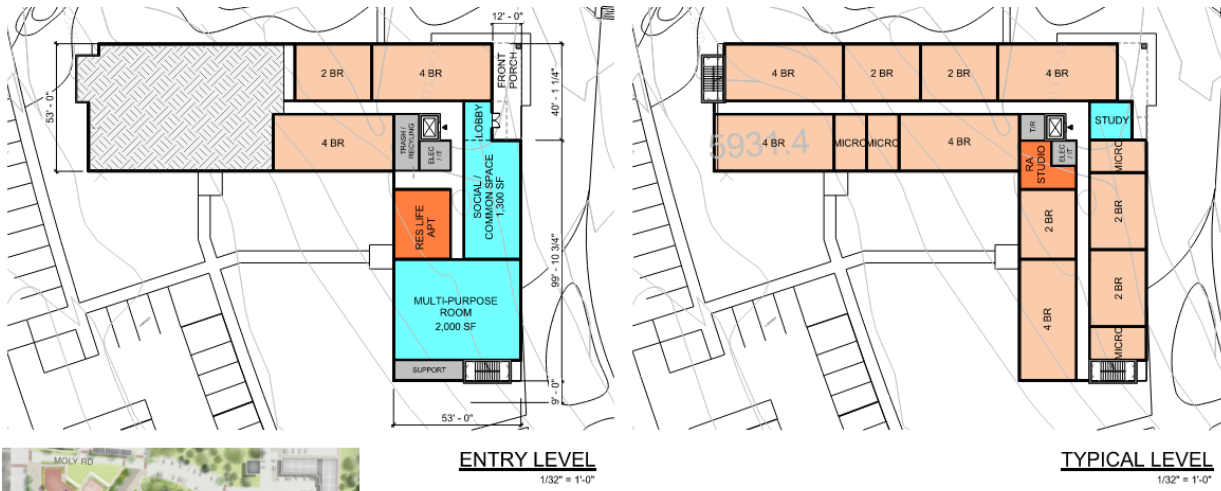 12' - 0"
2 BR
4 BR
FRONT
PORCH
40' - 1 1/4"
53' - 0"
LOBBY
4 BR
TRASH /
RECYCLING
ELEC
/ IT
SOCIAL /
COMMON SPACE
1,300 SF
RES LIFE
APT
99' - 10 3/4"
MULTI-PURPOSE
ROOM
2,000 SF
SUPPORT
9' - 0"
53' - 0"
ENTRY LEVEL
1/32" = 1'-0"
4 BR
2 BR
2 BR
4 BR
STUDY
T/R
5931.4
4 BR
MICRO
MICRO
4 BR
ELEC
/ IT
MICRO
RA
STUDIO
2 BR
2 BR
2 BR
4 BR
MICRO
TYPICAL LEVEL
1/32" = 1'-0"
MOLY RD